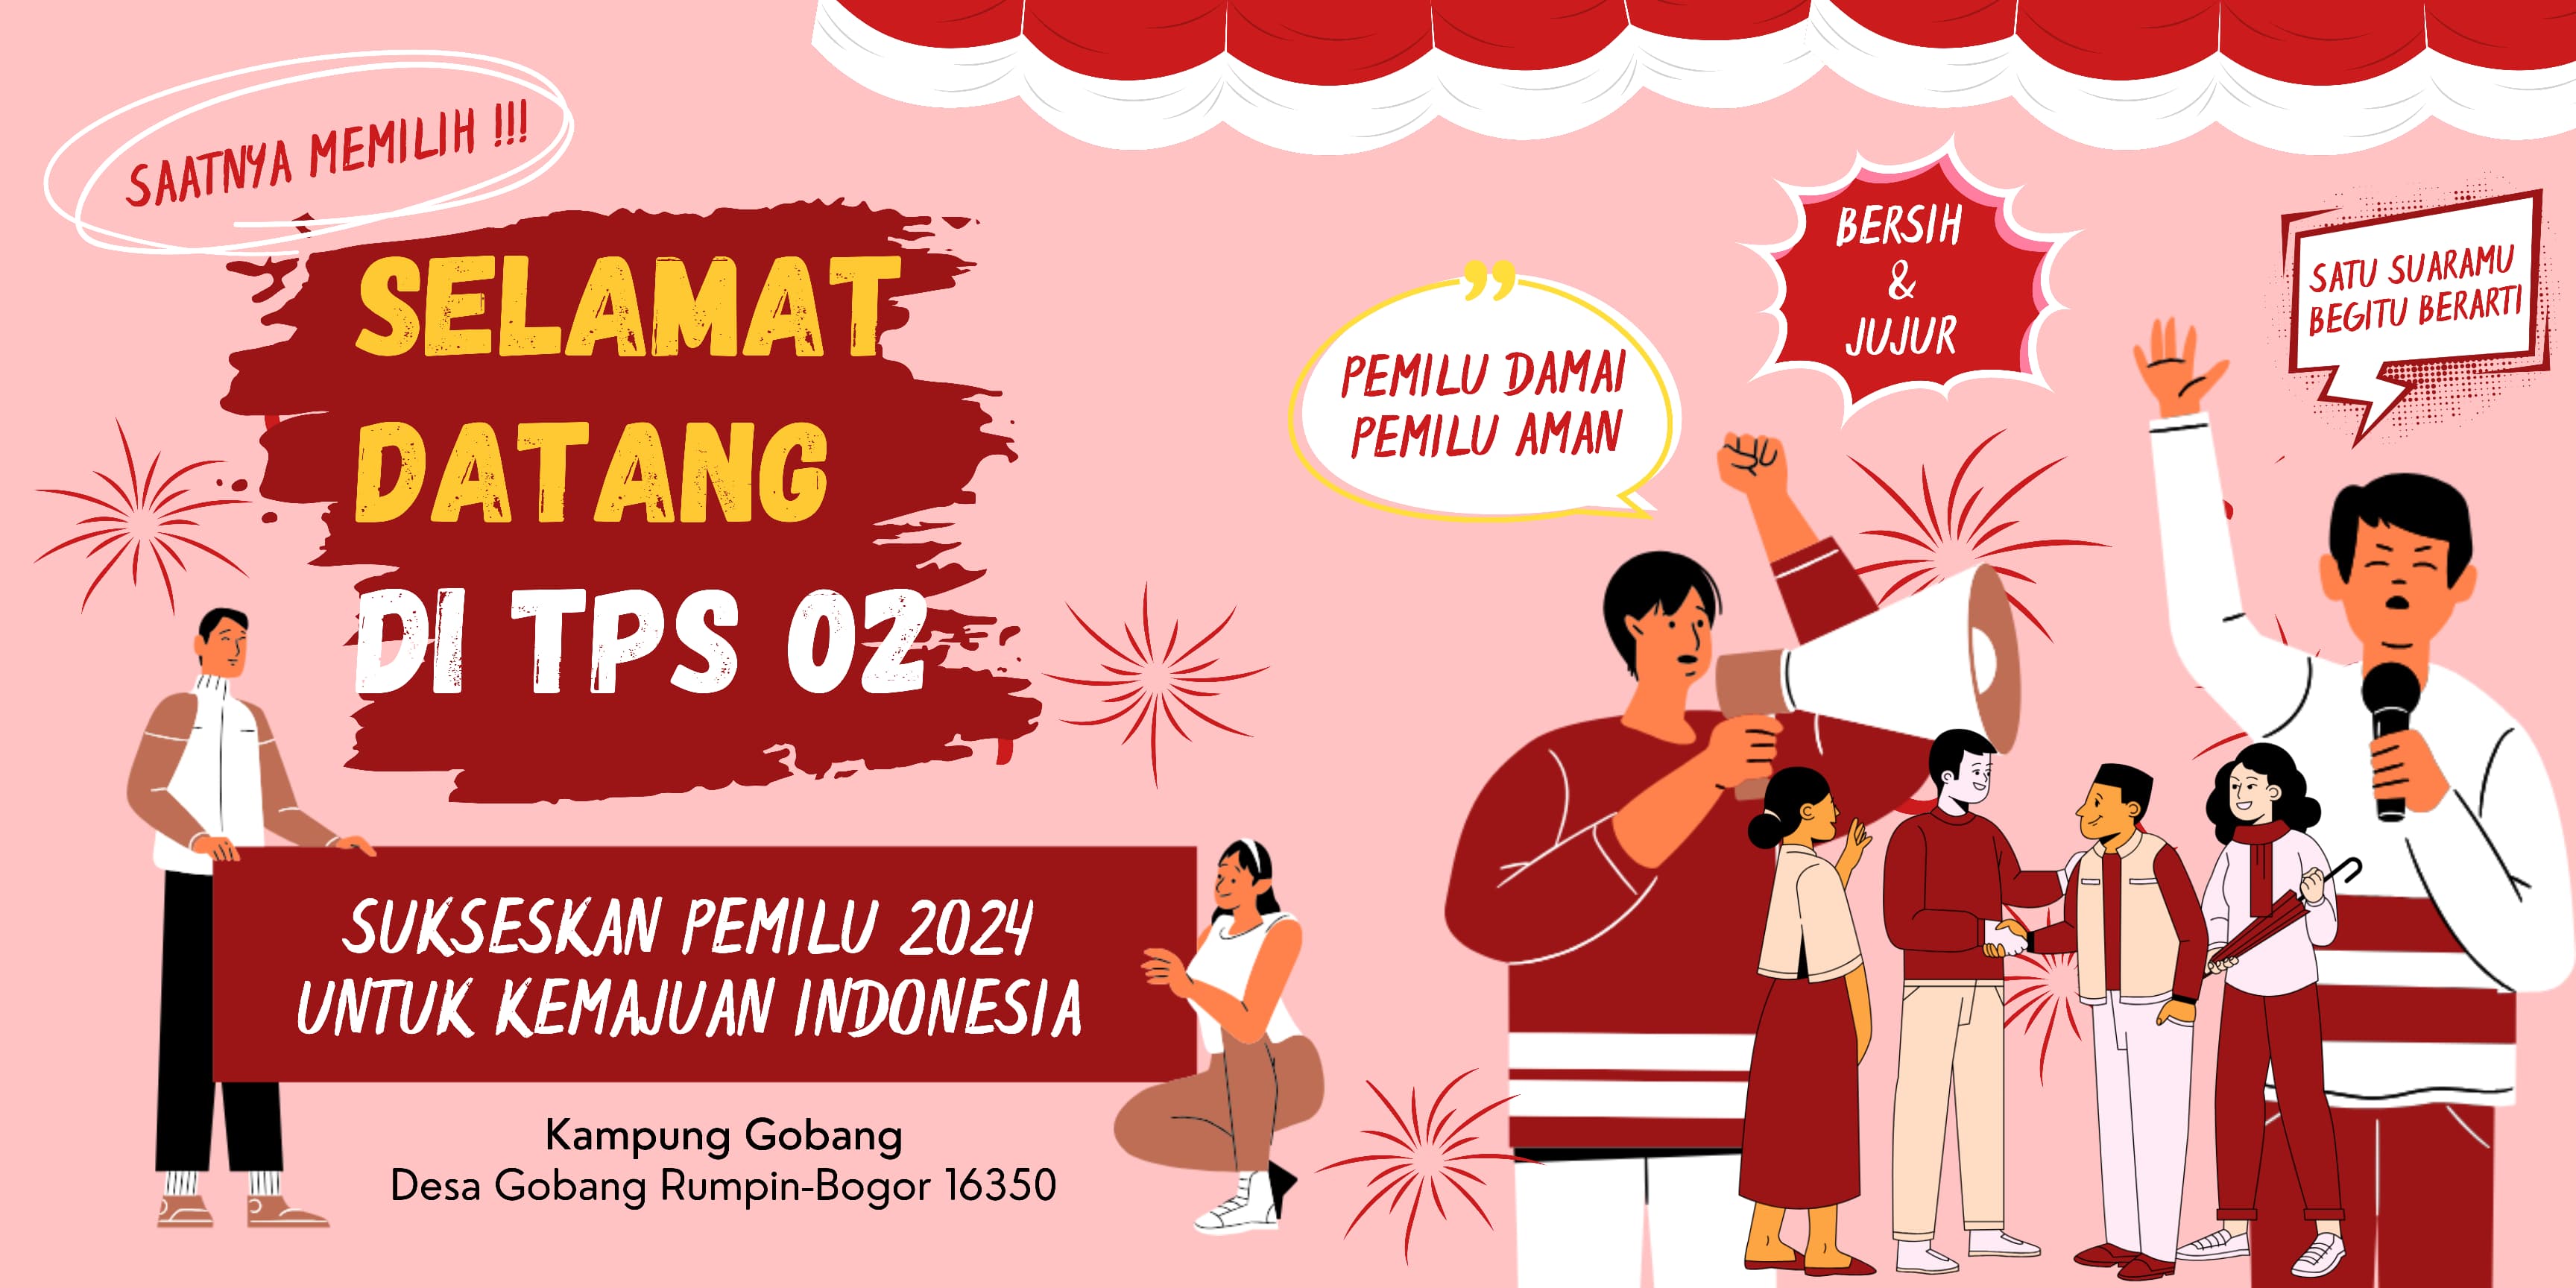 SAATNYA MEMILIH !!!
SELAMAT
DATANG
DI TPS 02
SUKSESKAN PEMILU 2024
UNTUK KEMAJUAN INDONESIA
Kampung Gobang
Desa Gobang Rumpin-Bogor 16350
PEMILU DAMAI
PEMILU AMAN
BERSIH
&
JUJUR
SATU SUARAMU
BEGITU BERARTI